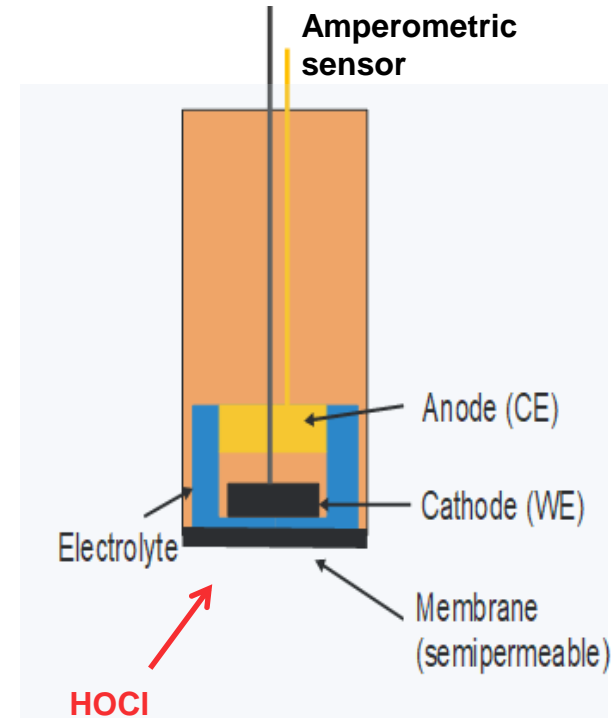 Amperometric
sensor
Anode (CE)
Cathode (WE)
Electrolyte
Membrane
(semipermeable)
HOCl